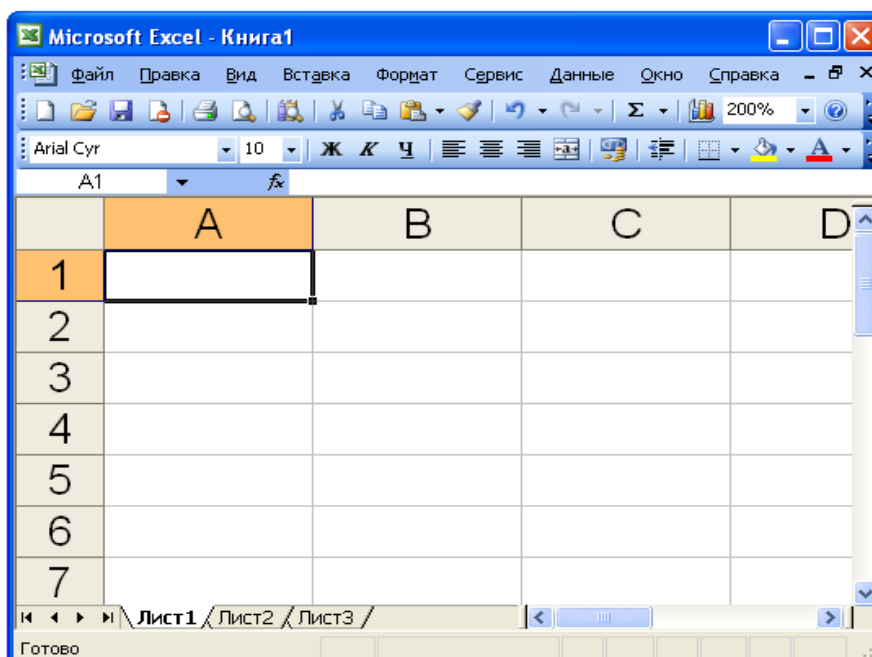 Microsoft Excel - Книга1
Файл Правка Вид Вставка Формат Сервис Данные Окно Справка
Σ 200% ?
Arial Cyr 10 Ж К Ч А
A1 fx
A B C D
1
2
3
4
5
6
7
Лист1 Лист2 Лист3
Готово